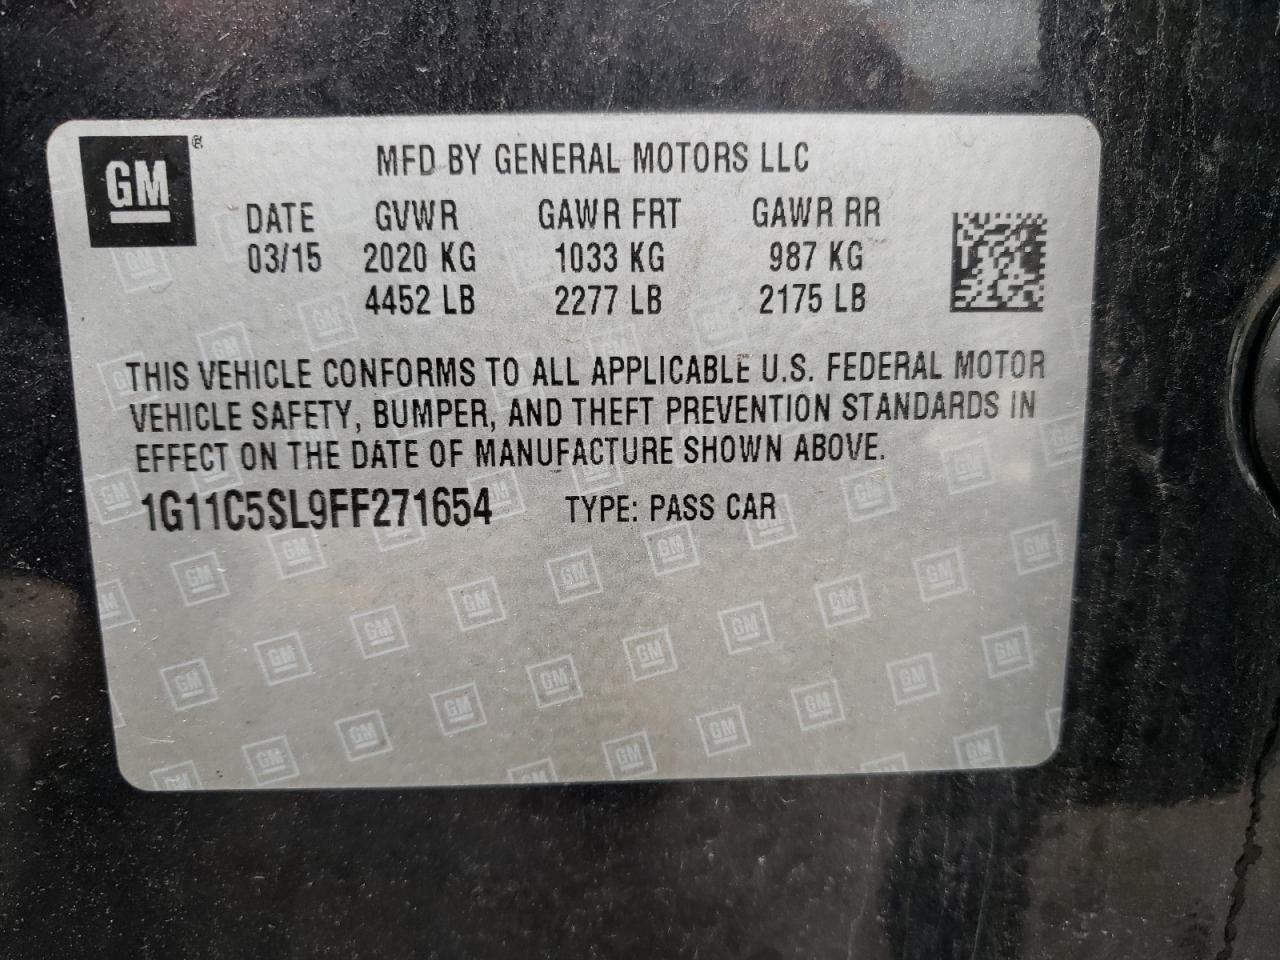 GM®
MFD BY GENERAL MOTORS LLC
DATE GVWR GAWR FRT GAWR RR
03/15 2020 KG 1033 KG 987 KG
4452 LB 2277 LB 2175 LB
THIS VEHICLE CONFORMS TO ALL APPLICABLE U.S. FEDERAL MOTOR
VEHICLE SAFETY, BUMPER, AND THEFT PREVENTION STANDARDS IN
EFFECT ON THE DATE OF MANUFACTURE SHOWN ABOVE.
1G11C5SL9FF271654 TYPE: PASS CAR